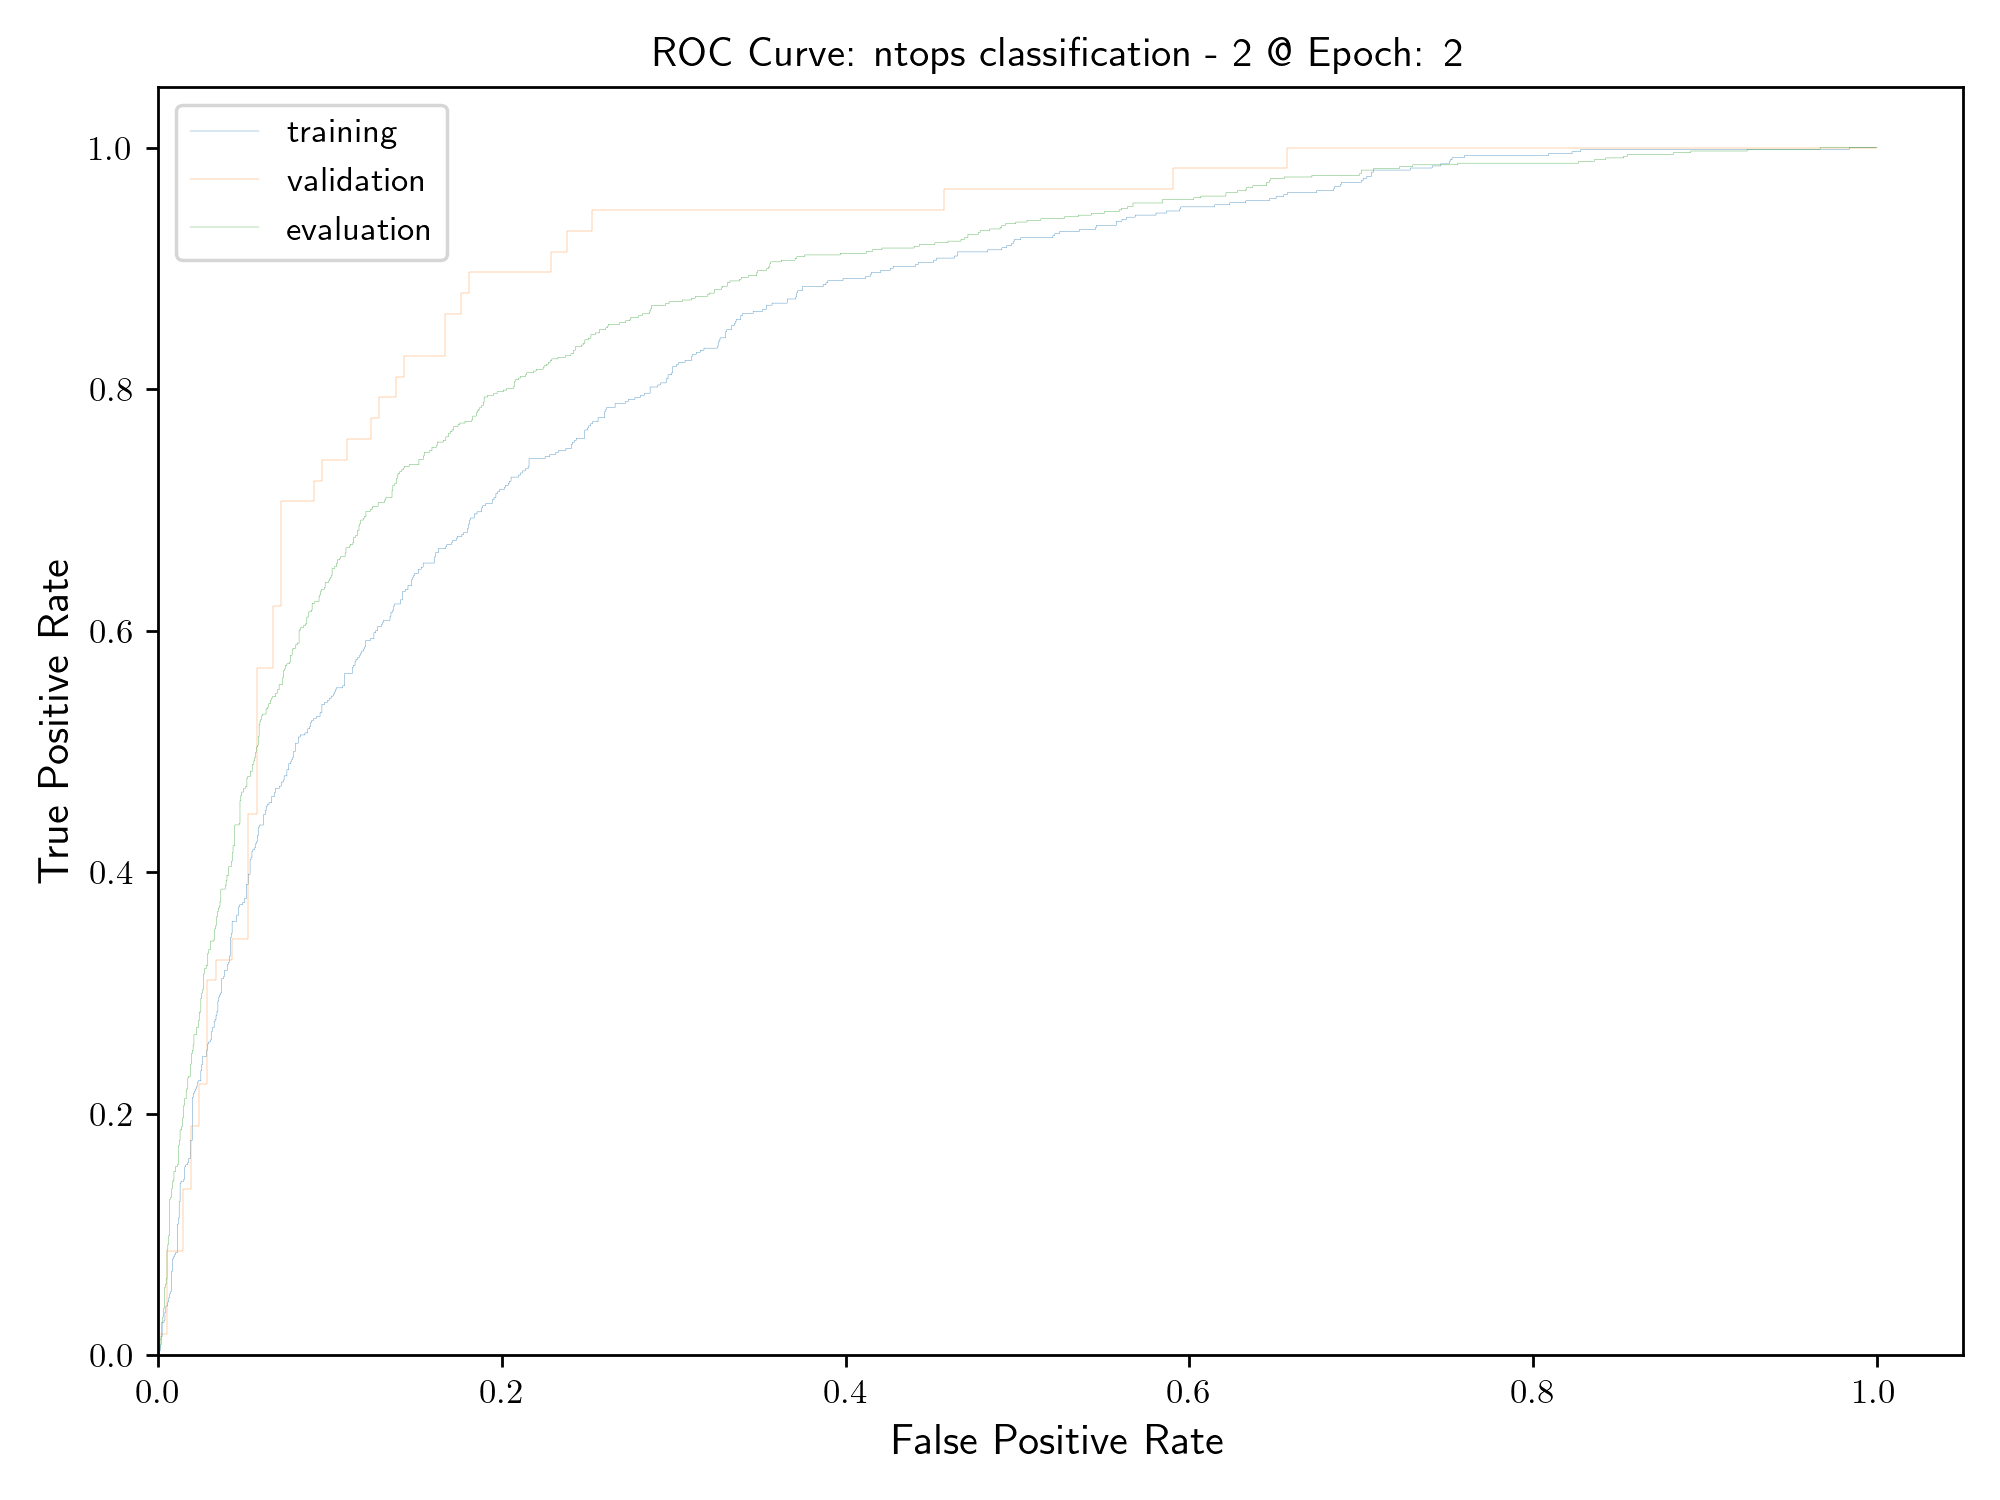 ROC Curve: ntops classification - 2 @ Epoch: 2
training
validation
evaluation
1.0
0.8
0.6
0.4
0.2
0.0
True Positive Rate
0.0 0.2 0.4 0.6 0.8 1.0
False Positive Rate